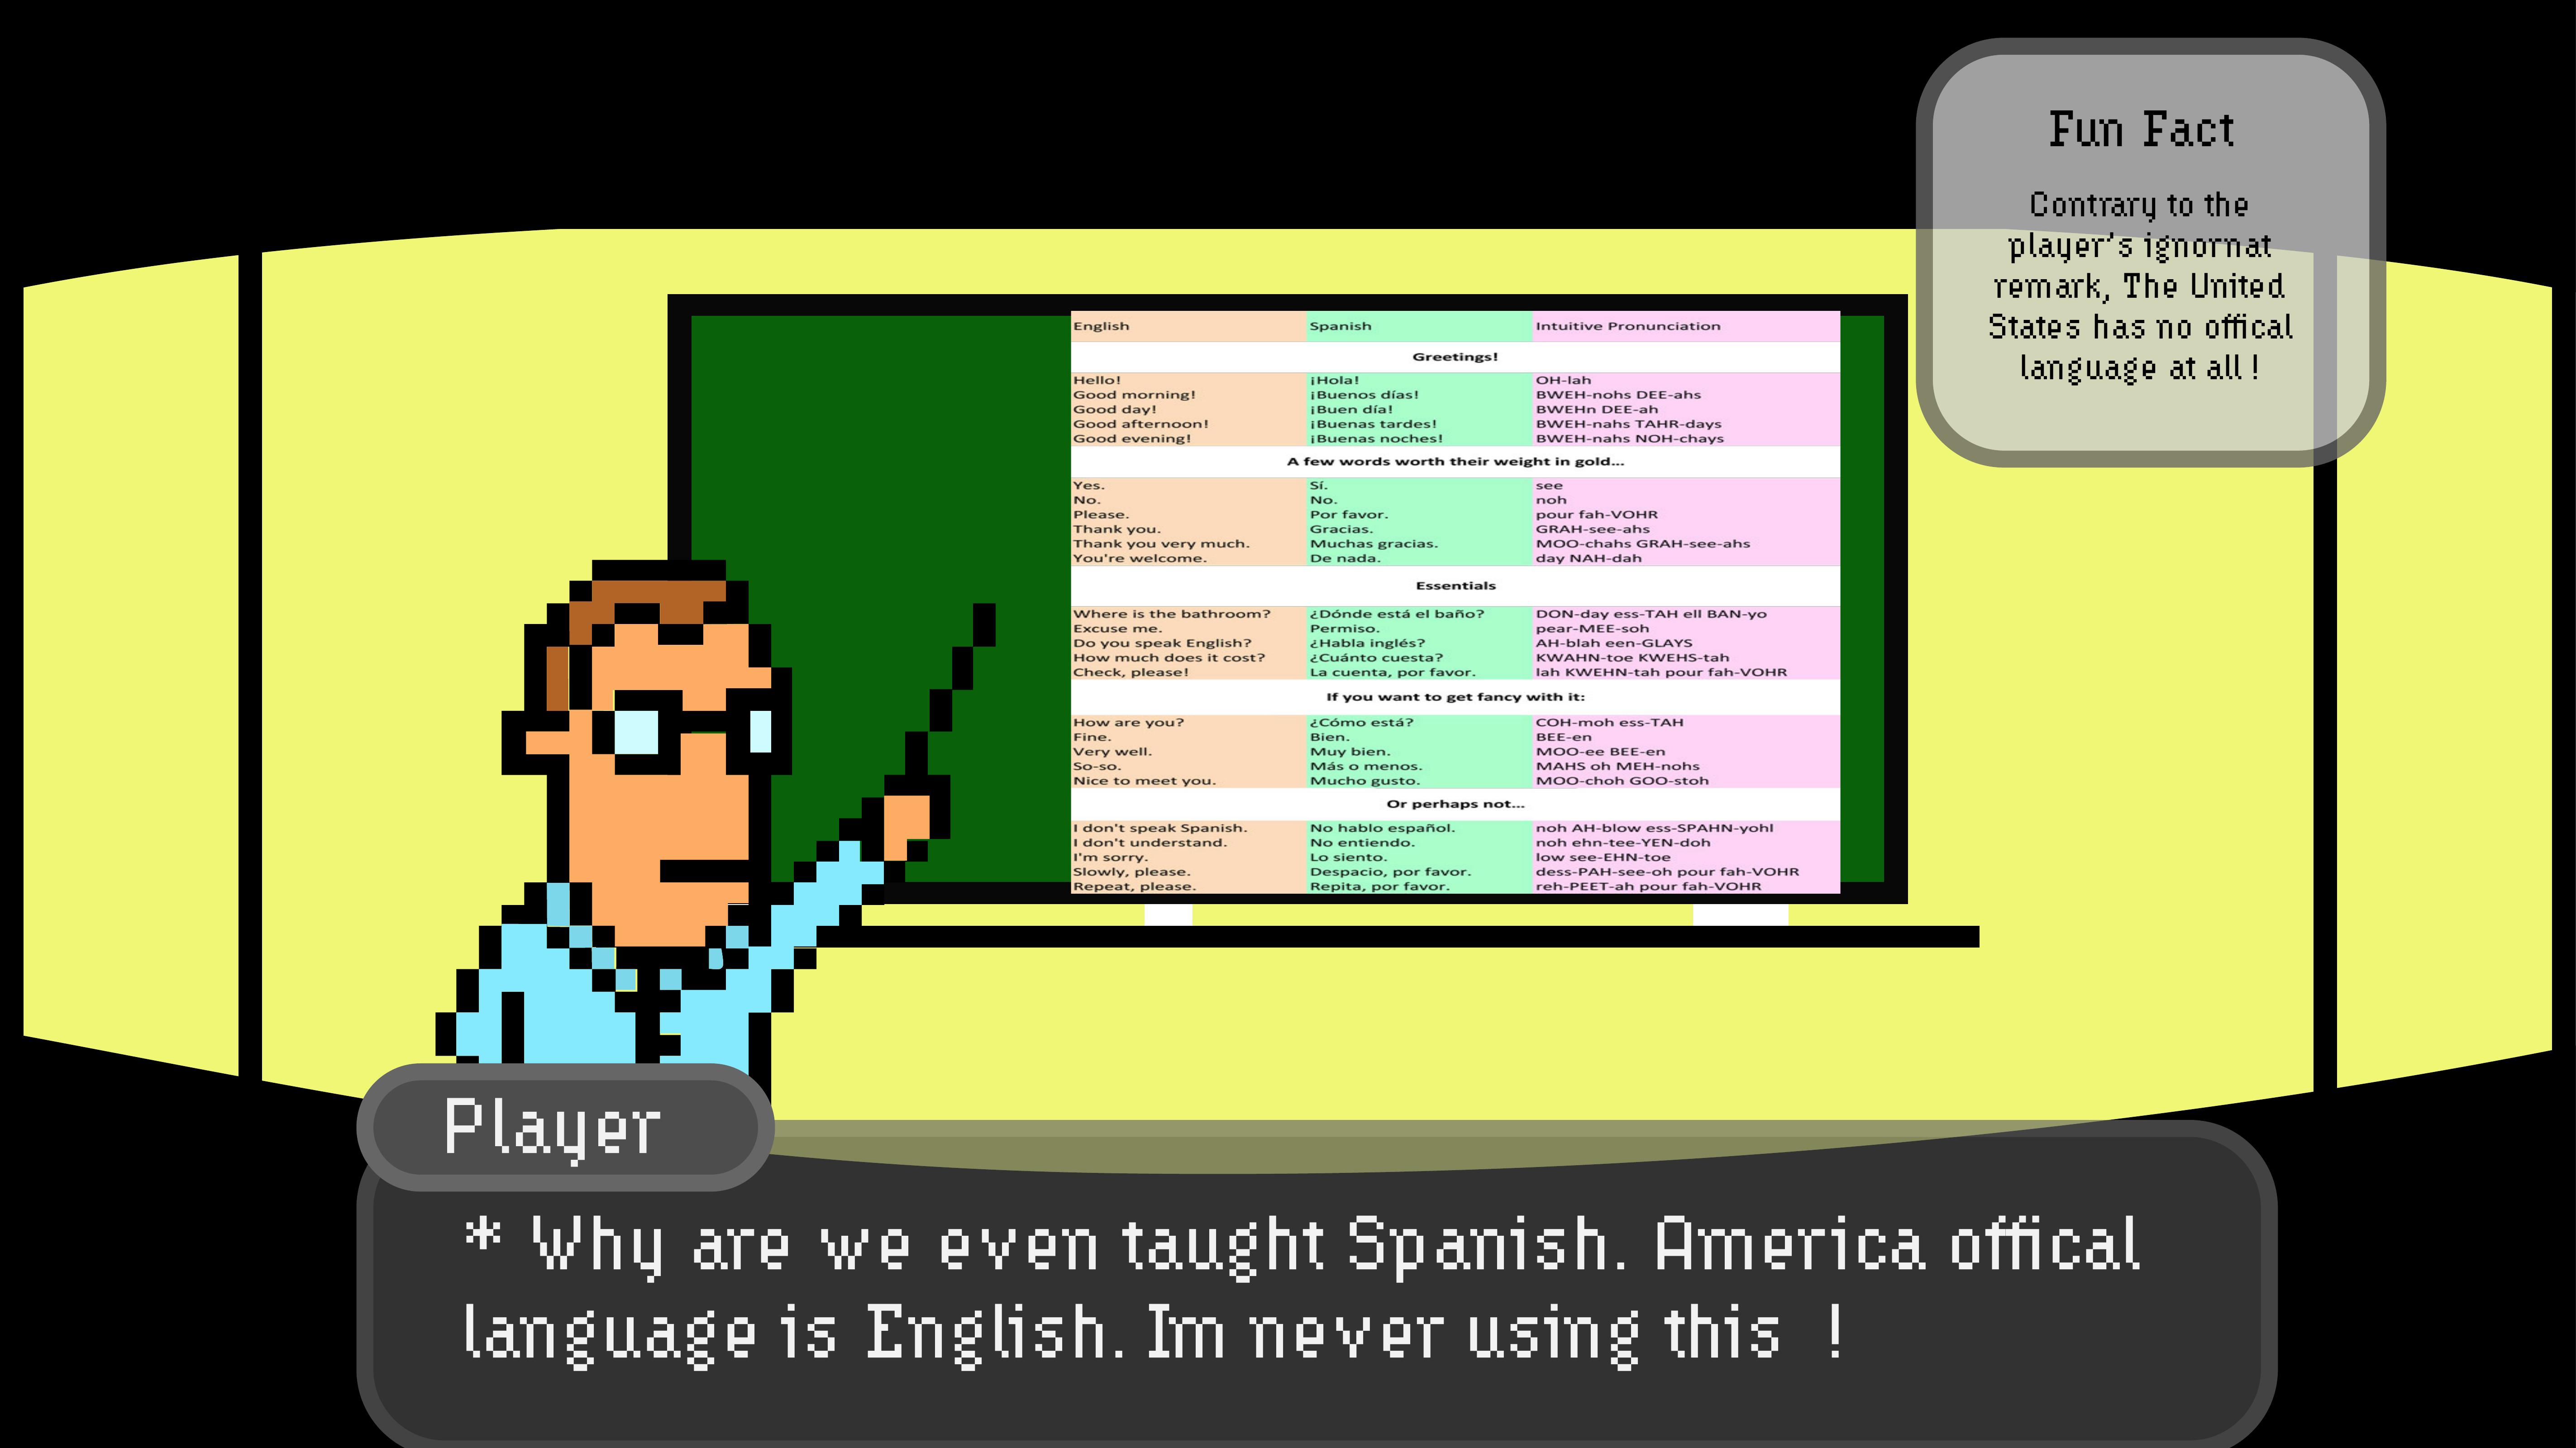 Fun Fact
Contrary to the
player's ignornat
remark, The United
States has no offical
language at all !
English Spanish Intuitive Pronunciation
Greetings!
Hello! ¡Hola! OH-lah
Good morning! ¡Buenos días! BWEH-nohs DEE-ahs
Good day! ¡Buen día! BWEHn DEE-ah
Good afternoon! ¡Buenas tardes! BWEH-nahs TAHR-days
Good evening! ¡Buenas noches! BWEH-nahs NOH-chays
A few words worth their weight in gold...
Yes. Sí. see
No. No. noh
Please. Por favor. pour fah-VOHR
Thank you. Gracias. GRAH-see-ahs
Thank you very much. Muchas gracias. MOO-chahs GRAH-see-ahs
You're welcome. De nada. day NAH-dah
Essentials
Where is the bathroom? ¿Dónde está el baño? DON-day ess-TAH ell BAN-yo
Excuse me. Permiso. pear-MEE-soh
Do you speak English? ¿Habla inglés? AH-blah een-GLAYS
How much does it cost? ¿Cuánto cuesta? KWAHN-toe KWEHS-tah
Check, please! La cuenta, por favor. lah KWEHN-tah pour fah-VOHR
If you want to get fancy with it:
How are you? ¿Cómo está? COH-moh ess-TAH
Fine. Bien. BEE-en
Very well. Muy bien. MOO-ee BEE-en
So-so. Más o menos. MAHS oh MEH-nohs
Nice to meet you. Mucho gusto. MOO-choh GOO-stoh
Or perhaps not...
I don't speak Spanish. No hablo español. noh AH-blow ess-SPAHN-yohl
I don't understand. No entiendo. noh ehn-tee-YEN-doh
I'm sorry. Lo siento. low see-EHN-toe
Slowly, please. Despacio, por favor. dess-PAH-see-oh pour fah-VOHR
Repeat, please. Repita, por favor. reh-PEET-ah pour fah-VOHR
Player
* Why are we even taught Spanish. America offical
language is English. Im never using this !